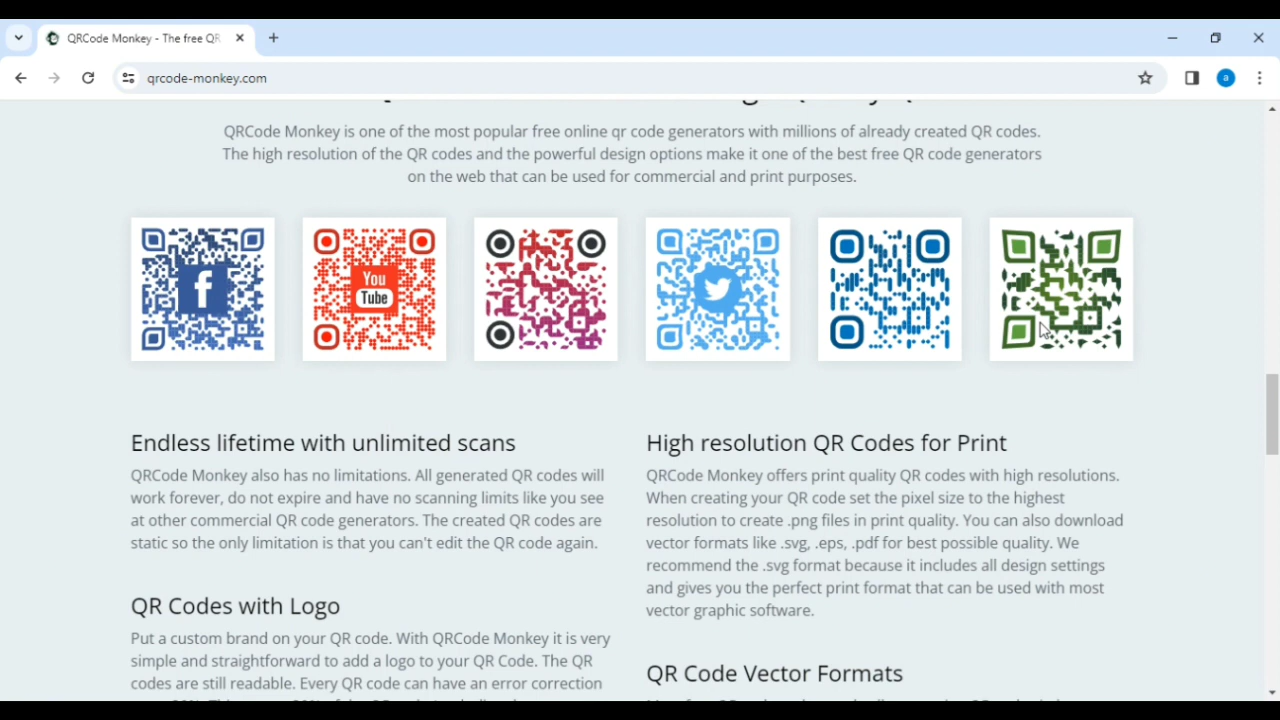 QRCode Monkey - The free QR
qrcode-monkey.com
a
QRCode Monkey is one of the most popular free online qr code generators with millions of already created QR codes.
The high resolution of the QR codes and the powerful design options make it one of the best free QR code generators
on the web that can be used for commercial and print purposes.
f
You
Tube
Endless lifetime with unlimited scans
QRCode Monkey also has no limitations. All generated QR codes will
work forever, do not expire and have no scanning limits like you see
at other commercial QR code generators. The created QR codes are
static so the only limitation is that you can't edit the QR code again.
QR Codes with Logo
Put a custom brand on your QR code. With QRCode Monkey it is very
simple and straightforward to add a logo to your QR Code. The QR
codes are still readable. Every QR code can have an error correction
High resolution QR Codes for Print
QRCode Monkey offers print quality QR codes with high resolutions.
When creating your QR code set the pixel size to the highest
resolution to create .png files in print quality. You can also download
vector formats like .svg, .eps, .pdf for best possible quality. We
recommend the .svg format because it includes all design settings
and gives you the perfect print format that can be used with most
vector graphic software.
QR Code Vector Formats